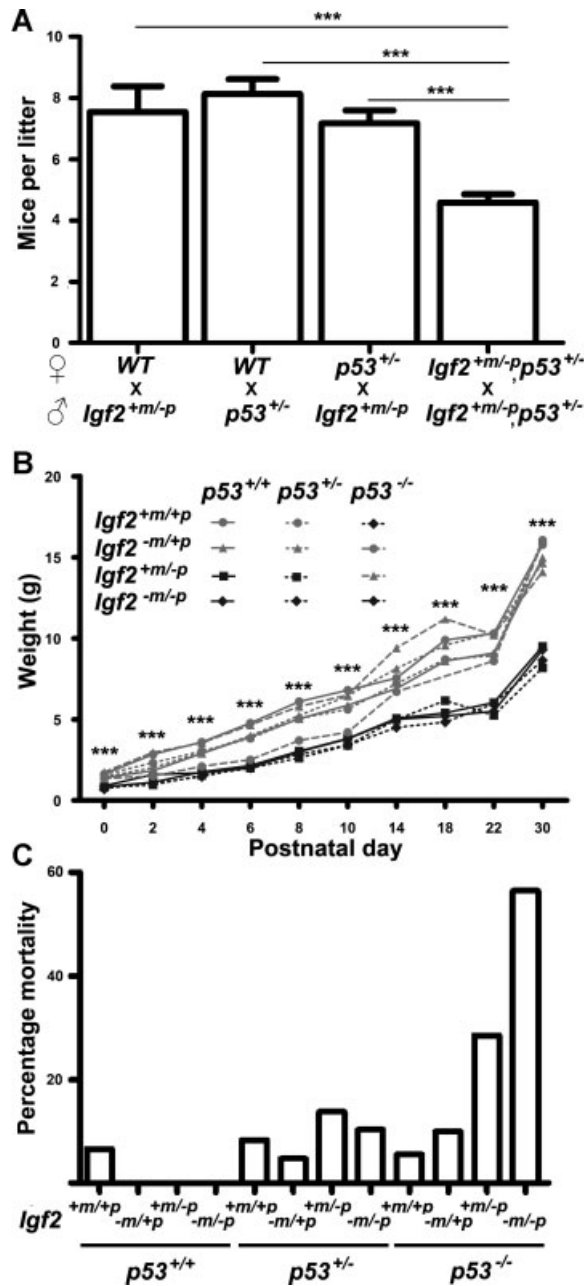 A
***
***
***
10
8
6
4
2
0
Mice per litter
♀ WT WT p53+/- Igf2+m/-p,p53+/-
X X X X
♂ Igf2+m/-p p53+/- Igf2+m/-p Igf2+m/-p,p53+/-
B
20
15
10
5
0
Weight (g)
p53+/+ p53+/- p53-/-
Igf2+m/+p
Igf2-m/+p
Igf2+m/-p
Igf2-m/-p
*** *** *** *** *** *** *** *** *** ***
0 2 4 6 8 10 14 18 22 30
Postnatal day
C
60
40
20
Percentage mortality
Igf2 +m/+p -m/+p +m/-p -m/-p +m/+p -m/+p +m/-p -m/-p +m/+p -m/+p +m/-p -m/-p
p53+/+ p53+/- p53-/-